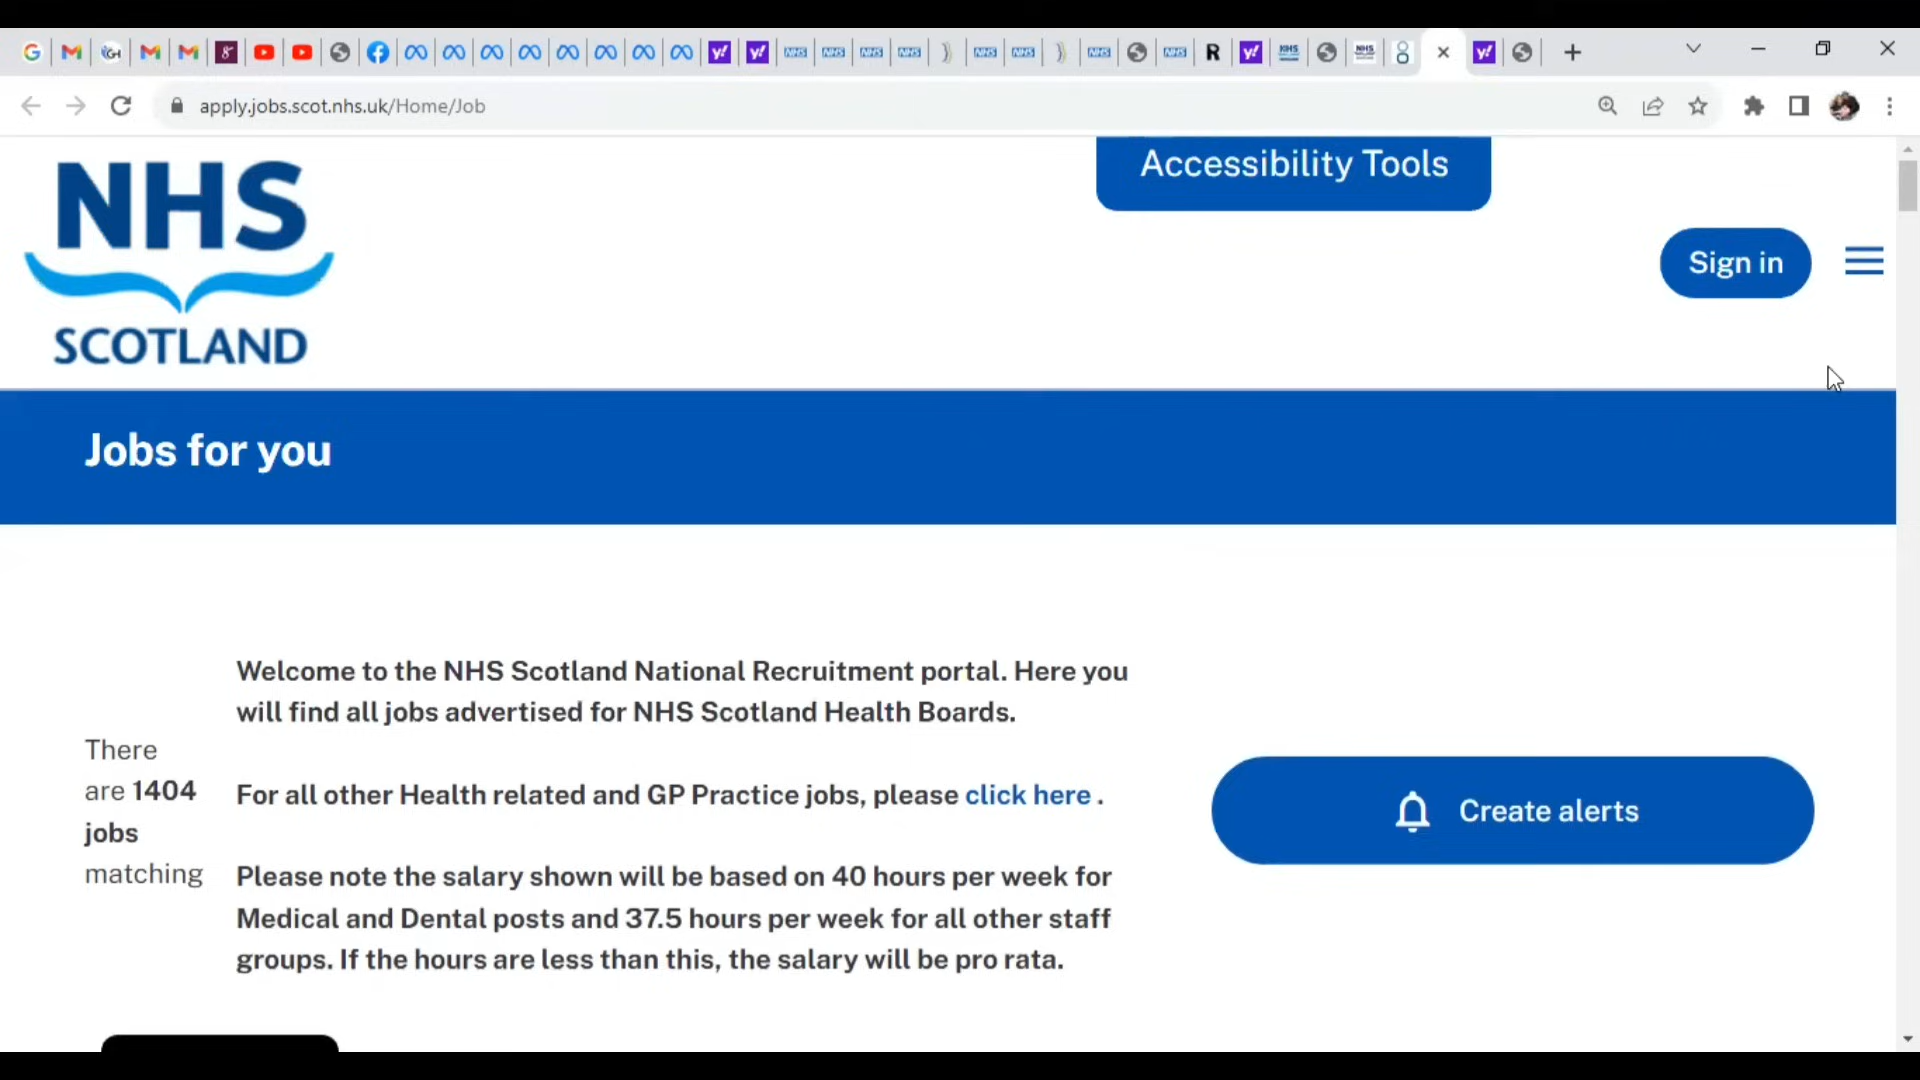 apply.jobs.scot.nhs.uk/Home/Job
NHS
SCOTLAND
Accessibility Tools
Sign in
Jobs for you
Welcome to the NHS Scotland National Recruitment portal. Here you
will find all jobs advertised for NHS Scotland Health Boards.
There
are 1404
jobs
matching
For all other Health related and GP Practice jobs, please click here .
Please note the salary shown will be based on 40 hours per week for
Medical and Dental posts and 37.5 hours per week for all other staff
groups. If the hours are less than this, the salary will be pro rata.
Create alerts